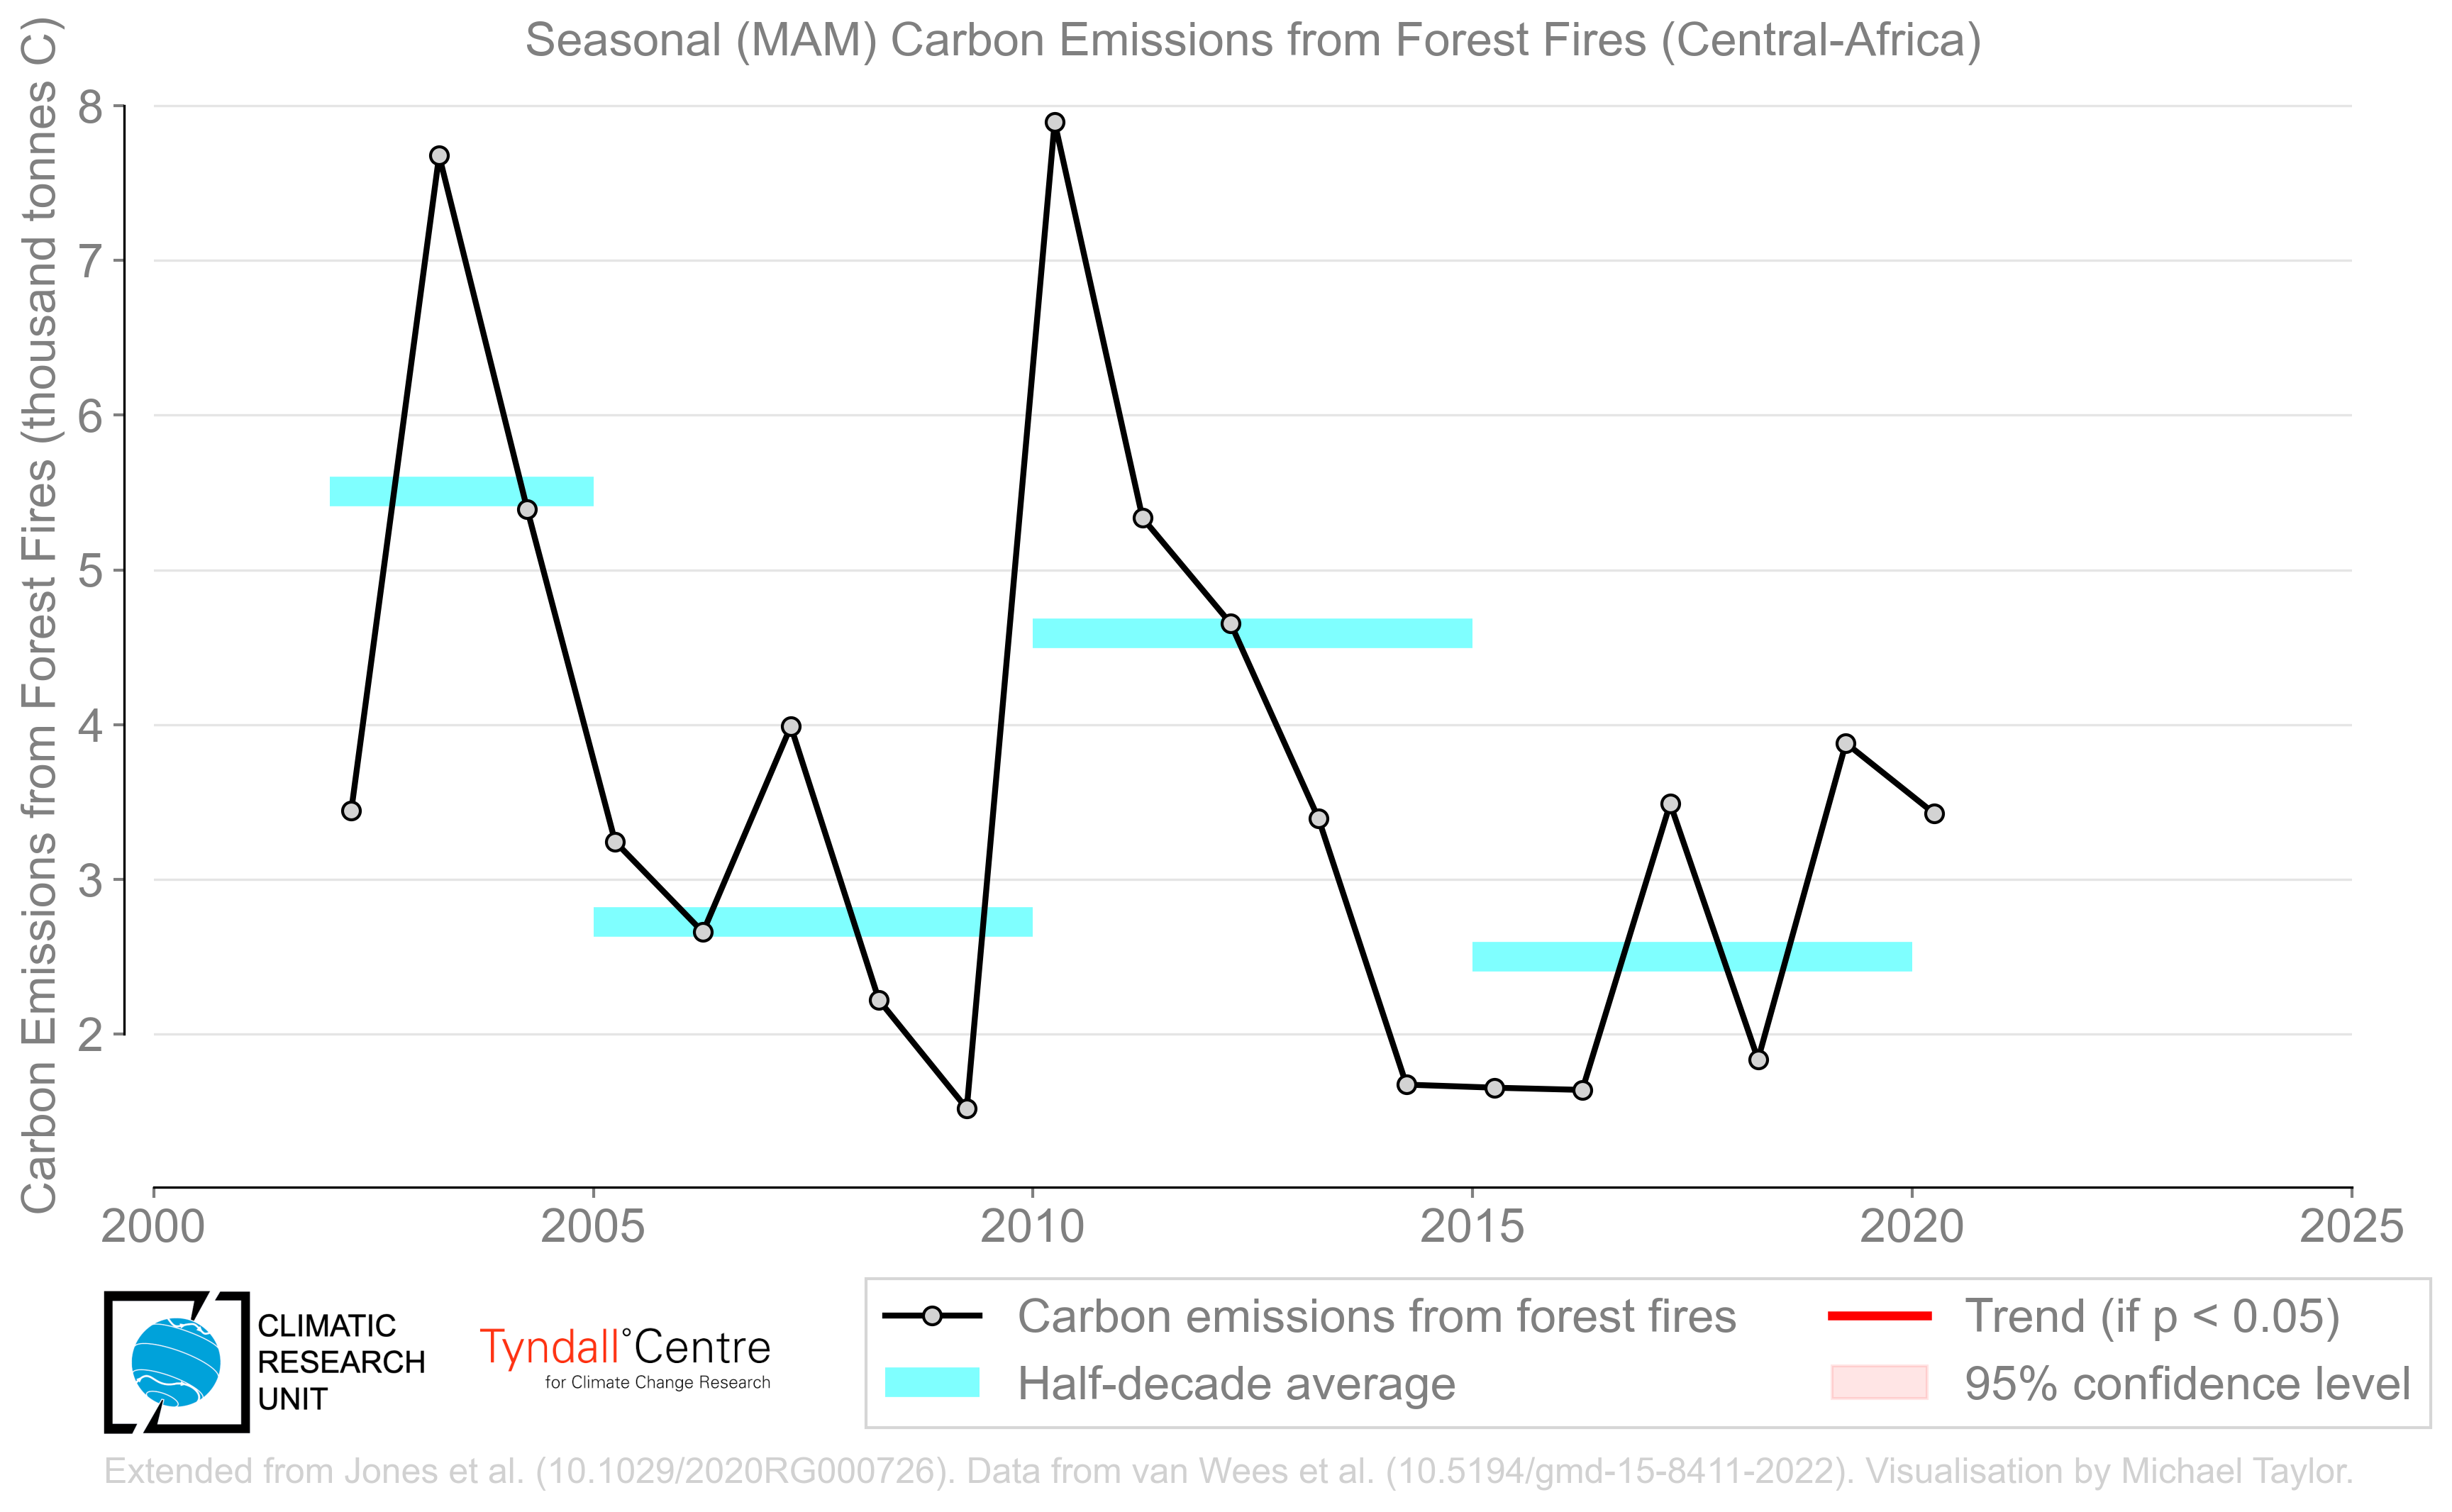 Seasonal (MAM) Carbon Emissions from Forest Fires (Central-Africa)
Carbon Emissions from Forest Fires (thousand tonnes C)
8
7
6
5
4
3
2
2000
2005
2010
2015
2020
2025
CLIMATIC
RESEARCH
UNIT
Tyndall°Centre
for Climate Change Research
Carbon emissions from forest fires
Half-decade average
Trend (if p < 0.05)
95% confidence level
Extended from Jones et al. (10.1029/2020RG000726). Data from van Wees et al. (10.5194/gmd-15-8411-2022). Visualisation by Michael Taylor.